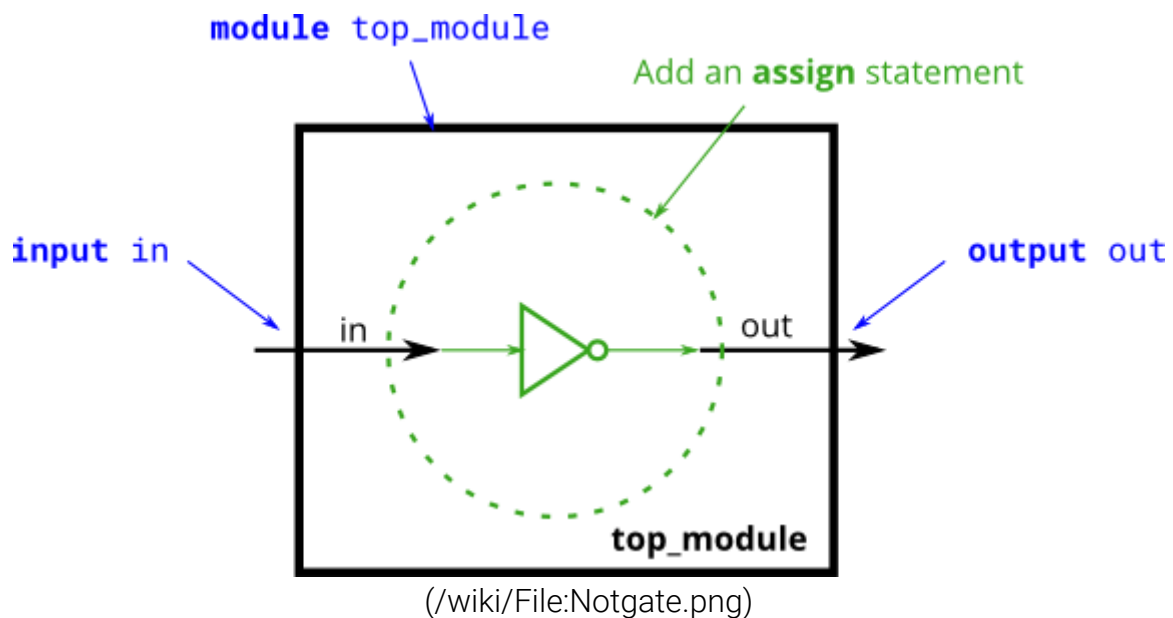 module top_module
Add an assign statement
input in
output out
in
out
top_module
(/wiki/File:Notgate.png)